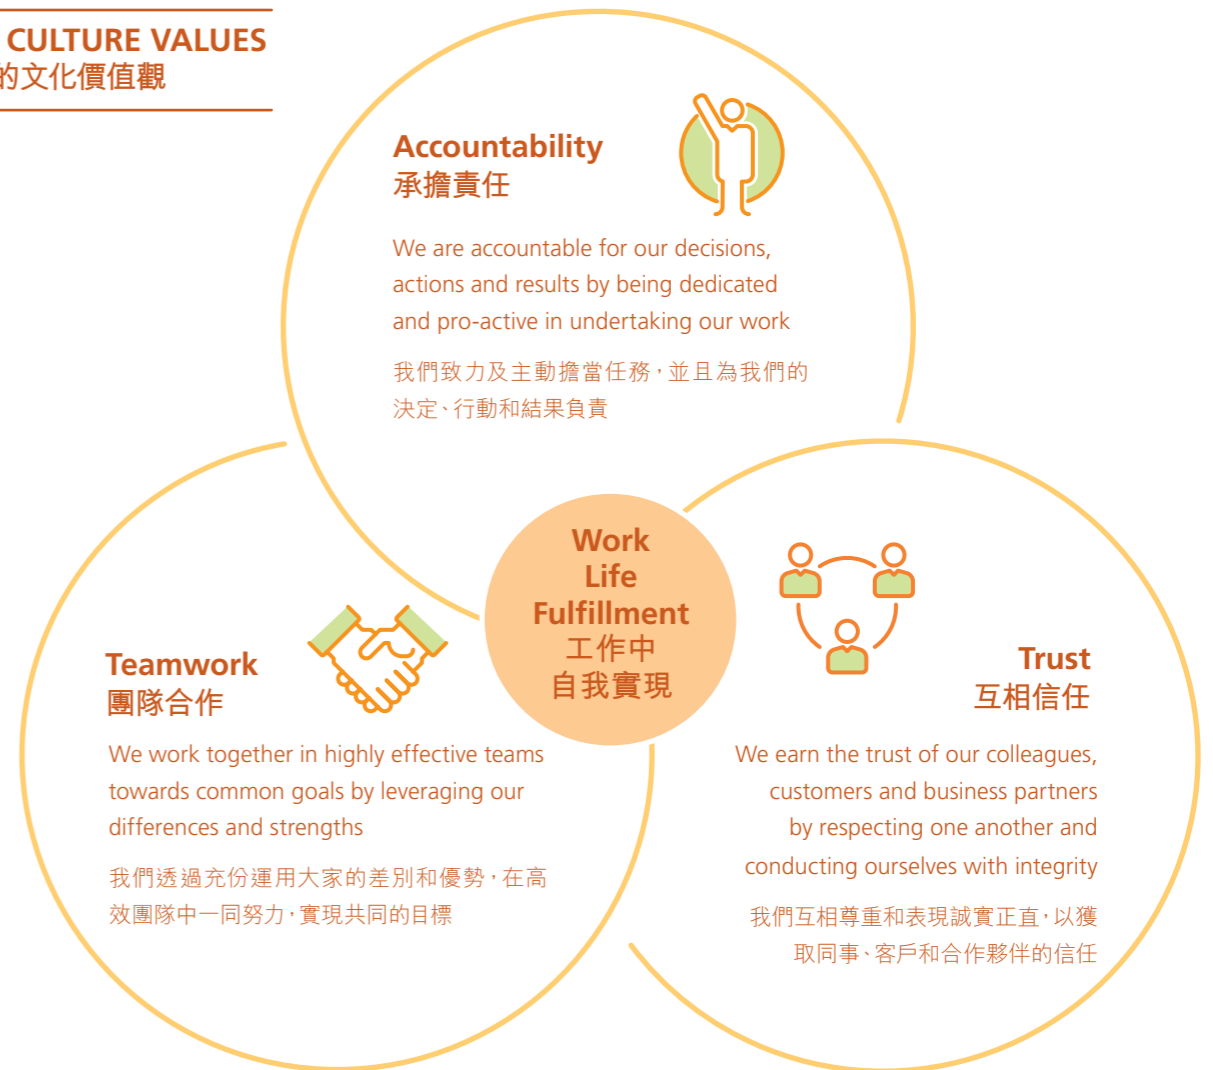 CULTURE VALUES
的文化價值觀
Accountability
承擔責任
We are accountable for our decisions,
actions and results by being dedicated
and pro-active in undertaking our work
我們致力及主動擔當任務，並且為我們的
決定、行動和結果負責
Work
Life
Fulfillment
工作中
自我實現
Teamwork
團隊合作
We work together in highly effective teams
towards common goals by leveraging our
differences and strengths
我們透過充份運用大家的差別和優勢，在高
效團隊中一同努力，實現共同的目標
Trust
互相信任
We earn the trust of our colleagues,
customers and business partners
by respecting one another and
conducting ourselves with integrity
我們互相尊重和表現誠實正直，以獲
取同事、客戶和合作夥伴的信任